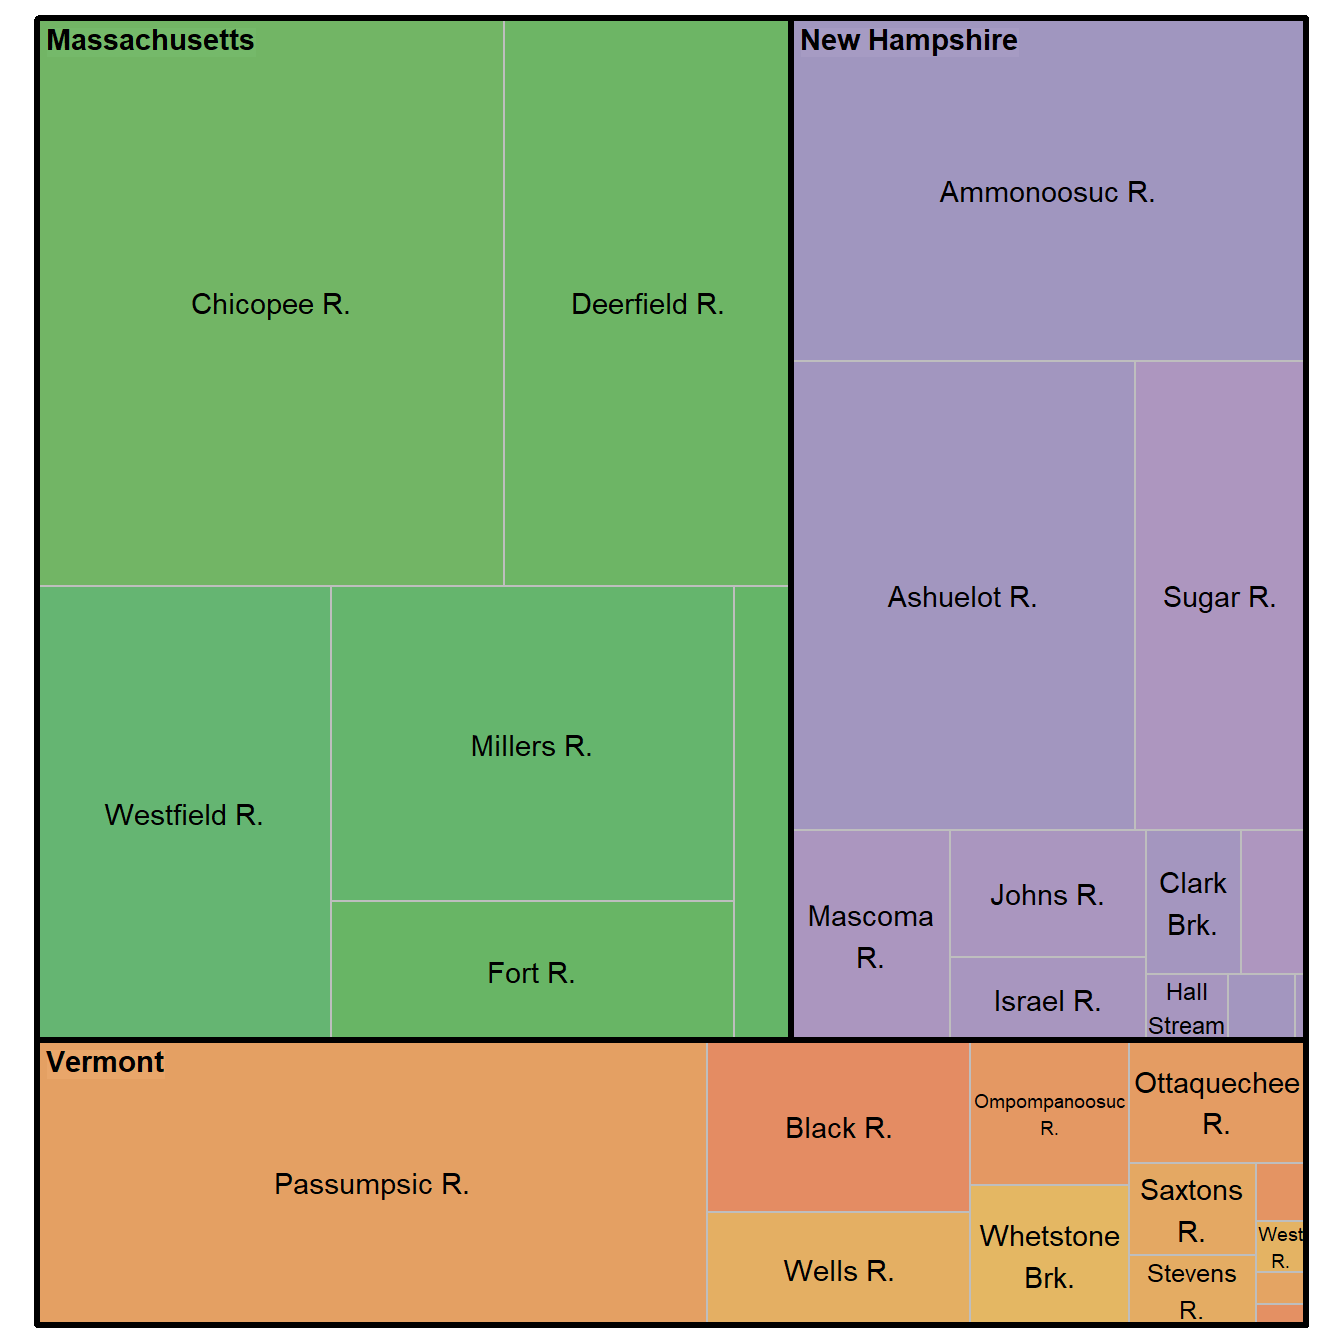 Massachusetts
Chicopee R.
Deerfield R.
Westfield R.
Millers R.
Fort R.
New Hampshire
Ammonoosuc R.
Ashuelot R.
Sugar R.
Mascoma
R.
Johns R.
Israel R.
Clark
Brk.
Hall
Stream
Vermont
Passumpsic R.
Black R.
Wells R.
Ompompanoosuc
R.
Whetstone
Brk.
Ottaquechee
R.
Saxtons
R.
Stevens
R.
West
R.